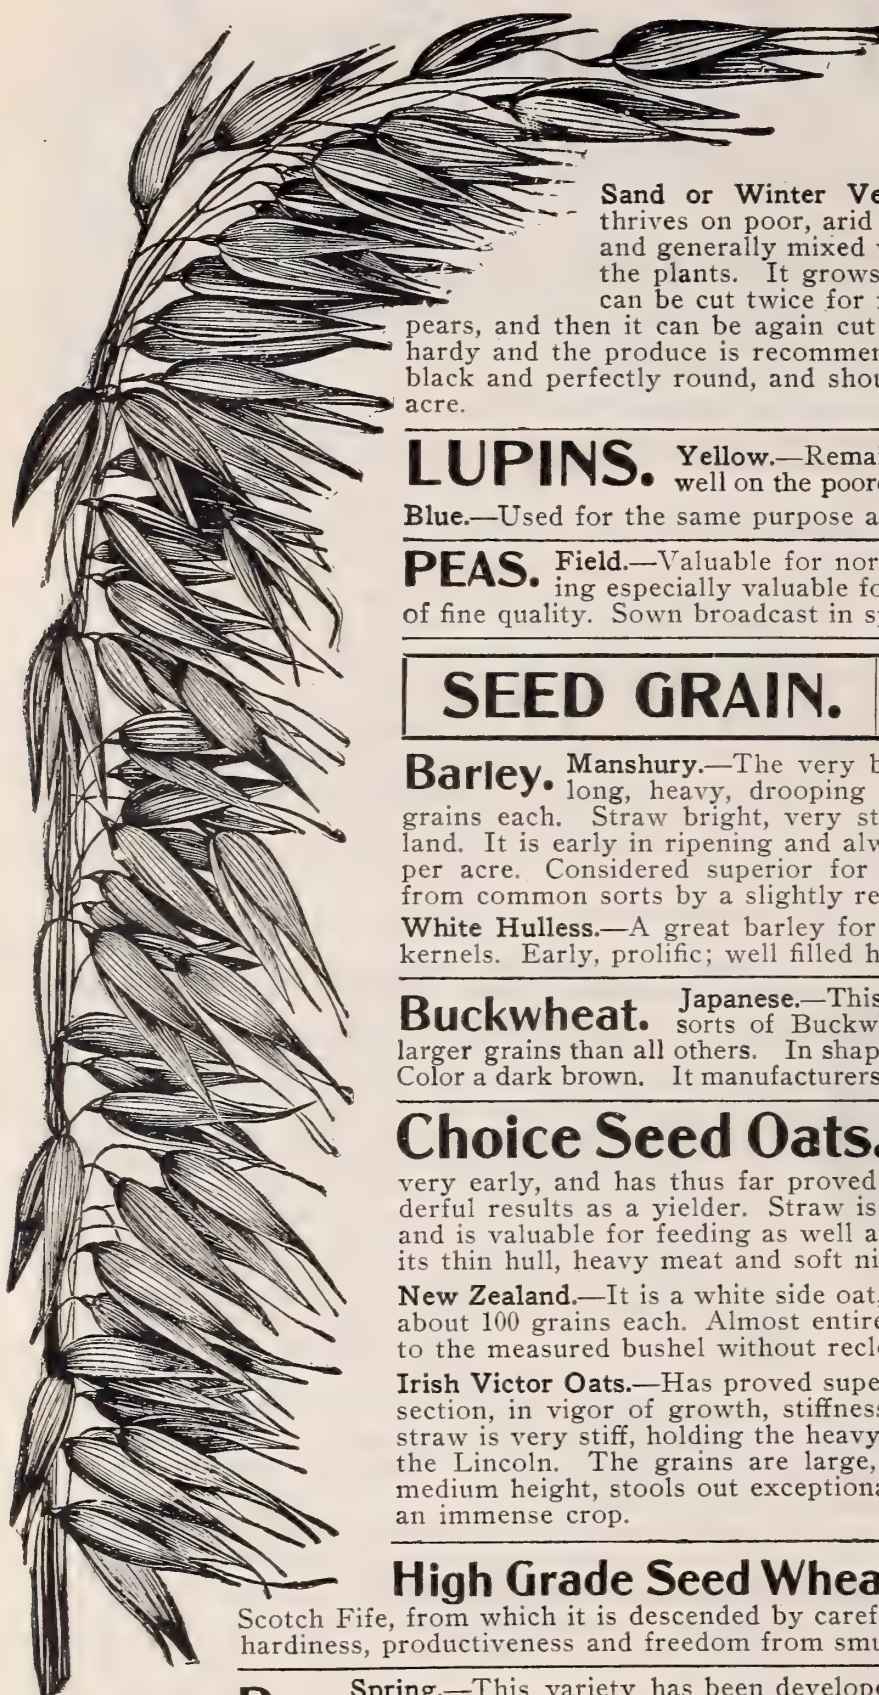 Sand or Winter Ve
thrives on poor, arid
and generally mixed
the plants. It grows
can be cut twice for
pears, and then it can be again cut
hardy and the produce is recommen
black and perfectly round, and shou
acre.
LUPINS. Yellow.—Remai
well on the poor
Blue.—Used for the same purpose a
PEAS. Field.—Valuable for nor
ing especially valuable fo
of fine quality. Sown broadcast in s
SEED GRAIN.
Barley. Manshury.—The very b
long, heavy, drooping
grains each. Straw bright, very st
land. It is early in ripening and alw
per acre. Considered superior for
from common sorts by a slightly re
White Hulless.—A great barley for
kernels. Early, prolific; well filled h
Buckwheat. Japanese.—This
sorts of Buckw
larger grains than all others. In shap
Color a dark brown. It manufacturers
Choice Seed Oats.
very early, and has thus far proved
derful results as a yielder. Straw is
and is valuable for feeding as well a
its thin hull, heavy meat and soft ni
New Zealand.—It is a white side oat,
about 100 grains each. Almost entire
to the measured bushel without recl
Irish Victor Oats.—Has proved supe
section, in vigor of growth, stiffness
straw is very stiff, holding the heavy
the Lincoln. The grains are large,
medium height, stools out exceptiona
an immense crop.
High Grade Seed Whea
Scotch Fife, from which it is descended by caref
hardiness, productiveness and freedom from smu
Spring.—This variety has been develope